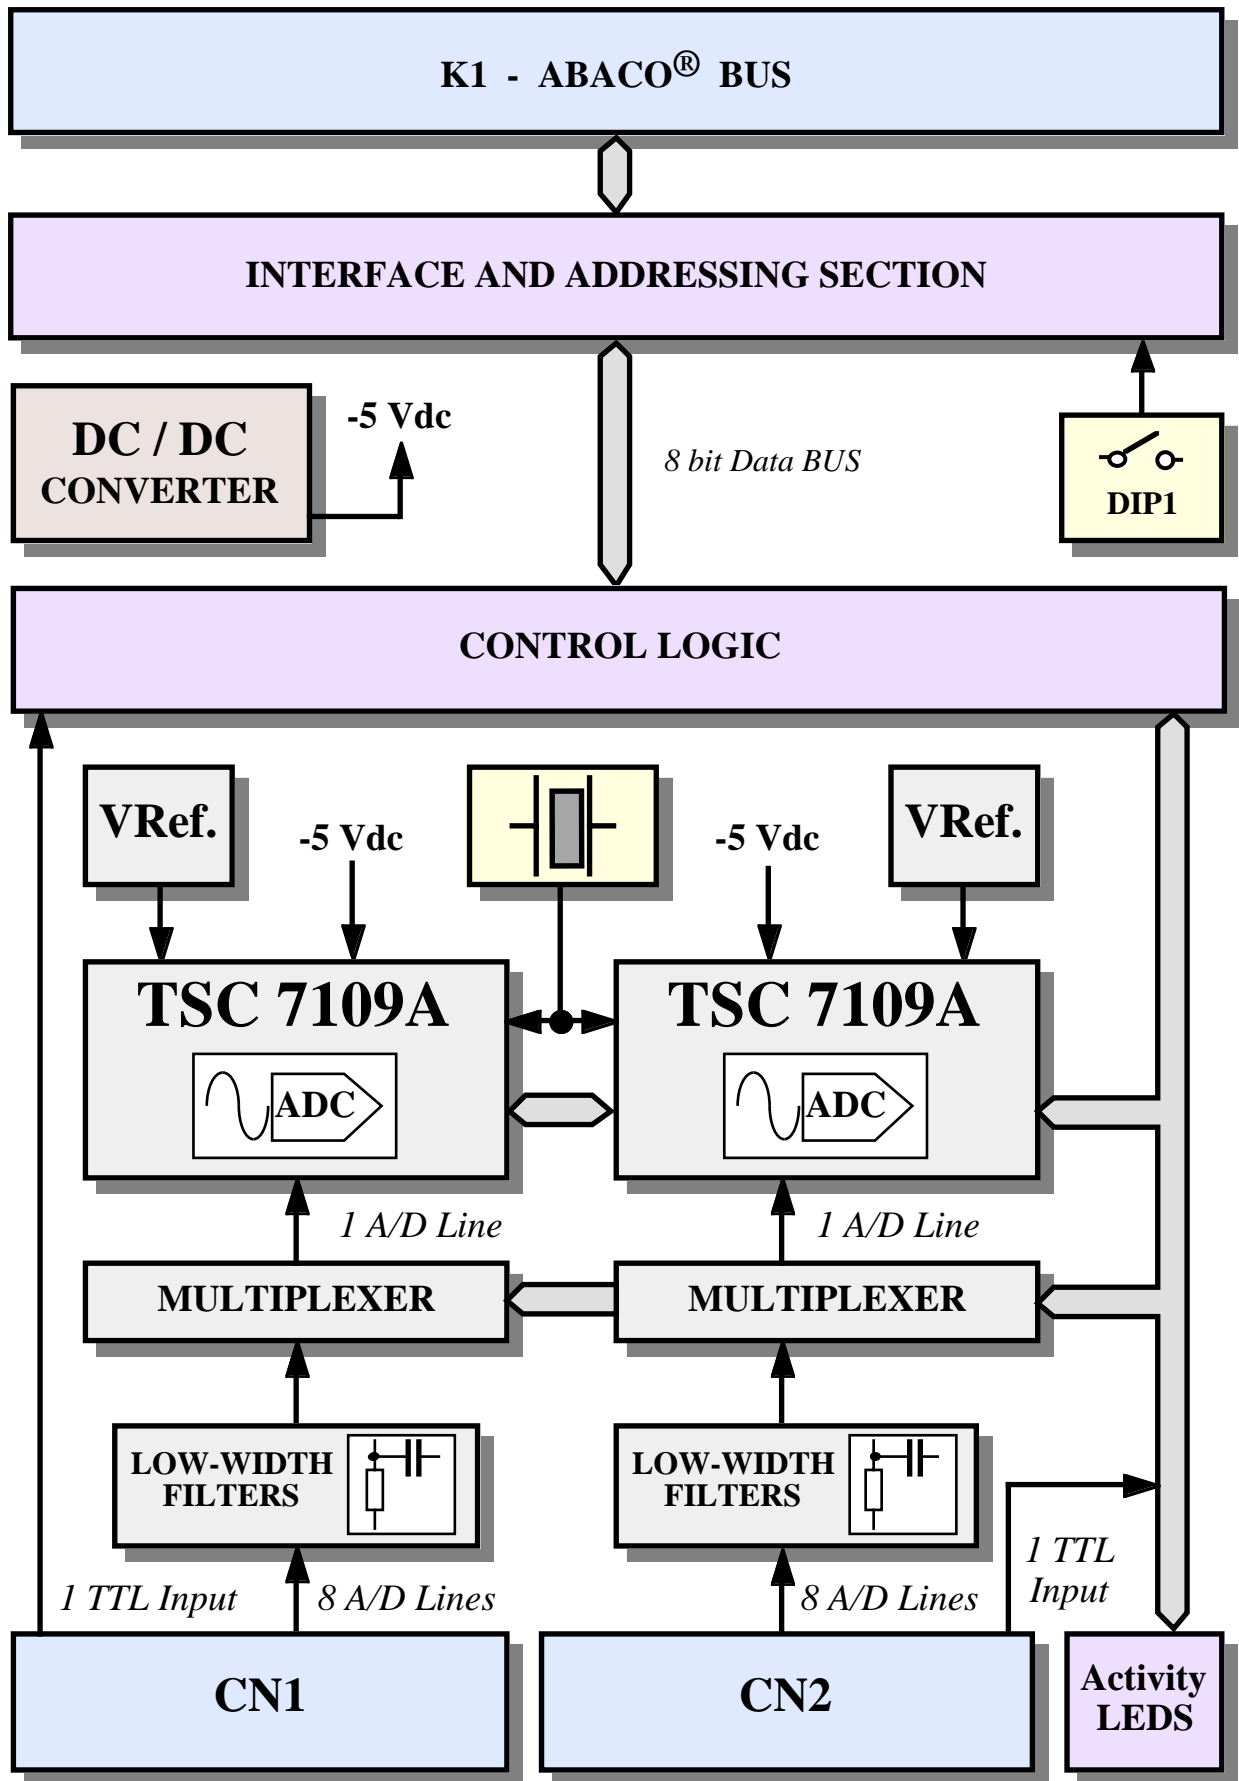 K1 - ABACO® BUS
INTERFACE AND ADDRESSING SECTION
DC / DC
CONVERTER
-5 Vdc
8 bit Data BUS
DIP1
CONTROL LOGIC
VRef.
-5 Vdc
-5 Vdc
VRef.
TSC 7109A
ADC
TSC 7109A
ADC
1 A/D Line
1 A/D Line
MULTIPLEXER
MULTIPLEXER
LOW-WIDTH
FILTERS
LOW-WIDTH
FILTERS
1 TTL Input
8 A/D Lines
8 A/D Lines
1 TTL
Input
CN1
CN2
Activity
LEDS